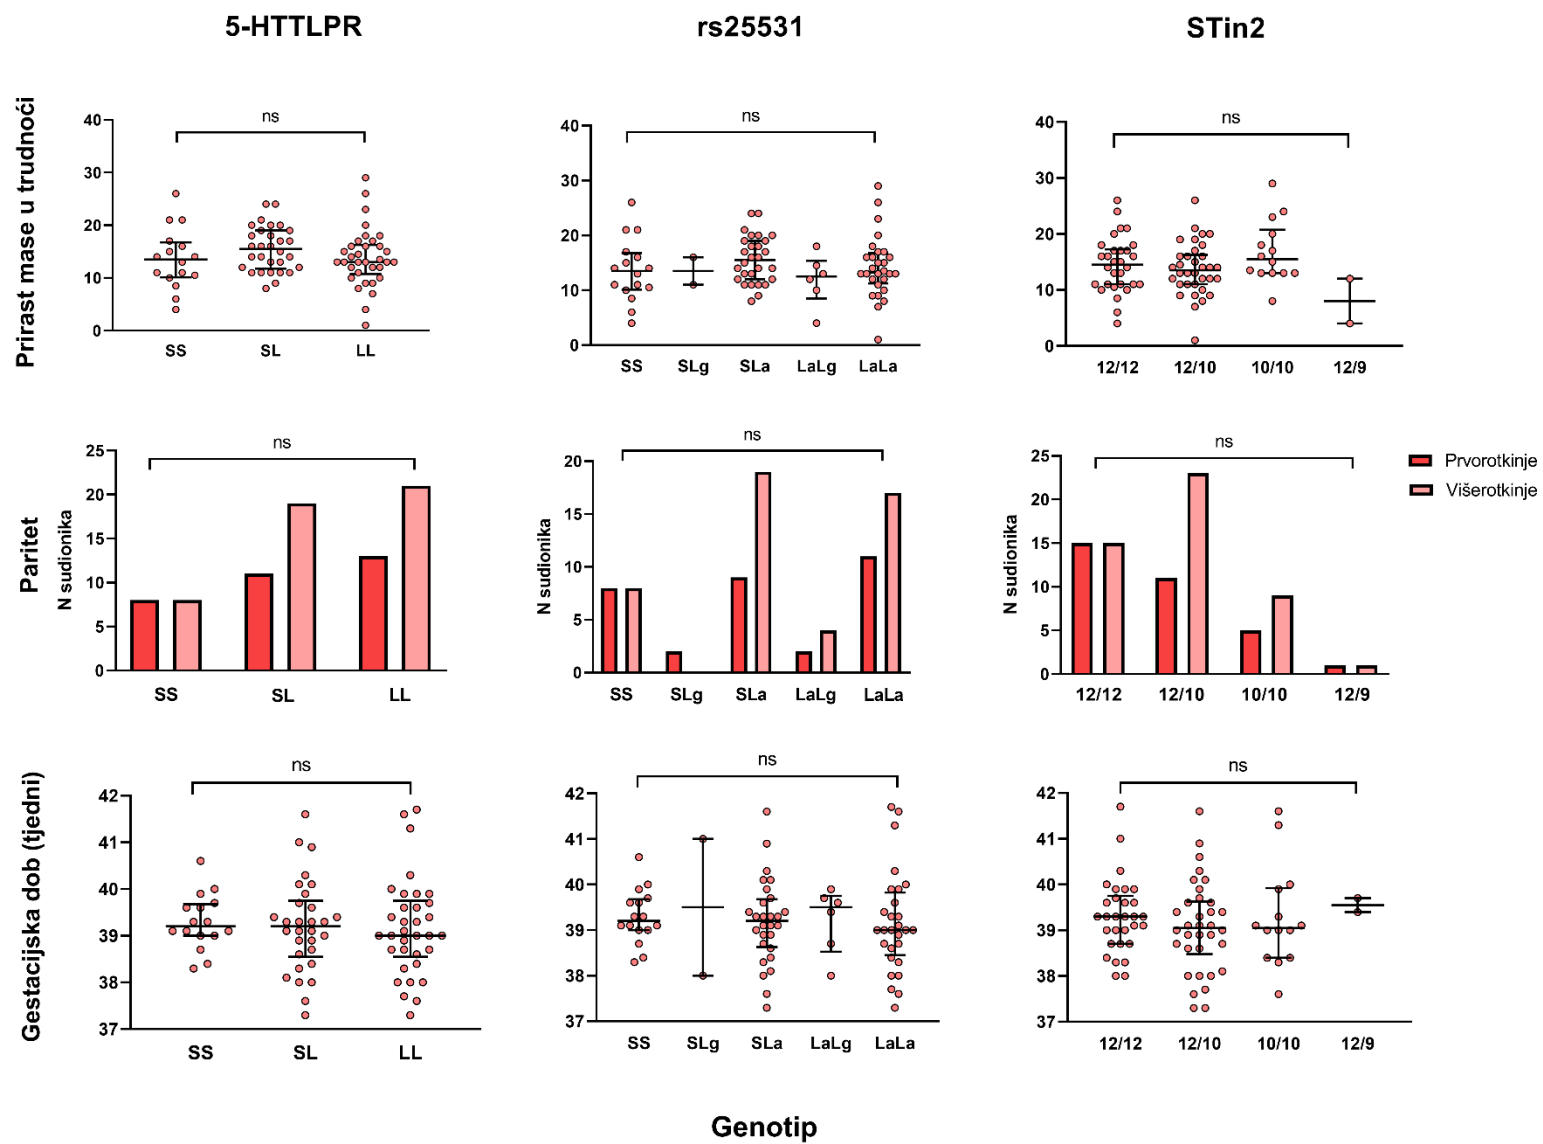 5-HTTLPR
rs25531
STin2
Prirast mase u trudnoći
40
30
20
10
0
ns
SS SL LL
40
30
20
10
0
ns
SS SLg SLa LaLg LaLa
40
30
20
10
0
ns
12/12 12/10 10/10 12/9
Paritet
N sudionika
25
20
15
10
5
0
ns
SS SL LL
N sudionika
20
15
10
5
0
ns
SS SLg SLa LaLg LaLa
N sudionika
25
20
15
10
5
0
ns
12/12 12/10 10/10 12/9
Prvorotkinje
Višerotkinje
Gestacijska dob (tjedni)
42
41
40
39
38
37
ns
SS SL LL
42
41
40
39
38
37
ns
SS SLg SLa LaLg LaLa
42
41
40
39
38
37
ns
12/12 12/10 10/10 12/9
Genotip